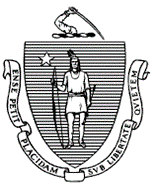 ENSE PETIT
PLACIDAM
SVB LIBERTATE
QVIETEM